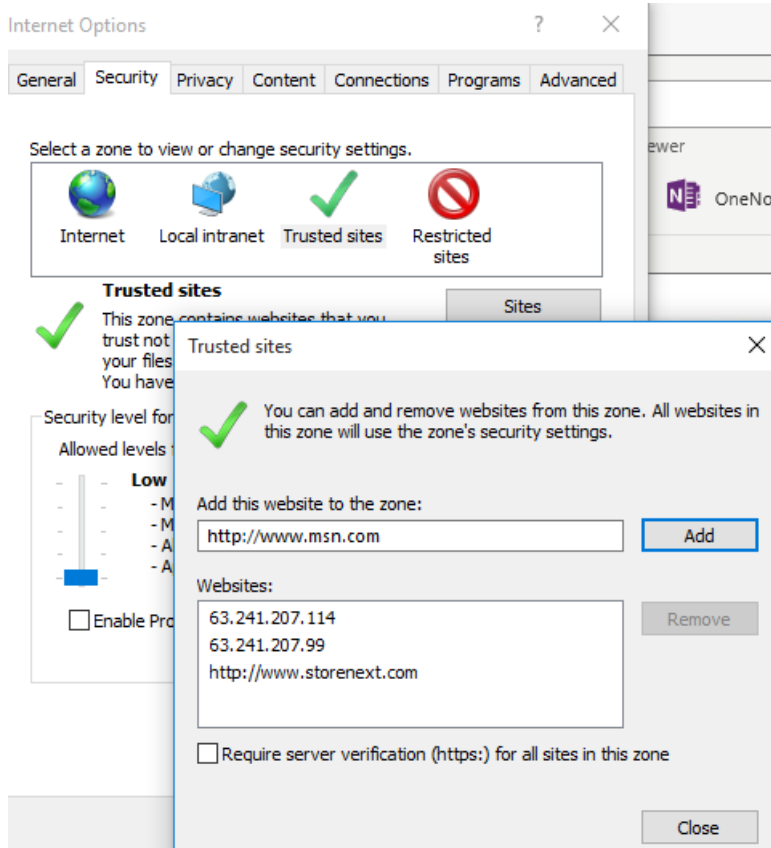 Internet Options
?
General Security Privacy Content Connections Programs Advanced
Select a zone to view or change security settings.
ewer
OneNo
Internet Local intranet Trusted sites Restricted
sites
Trusted sites
Sites
This zone contains websites that you
trust not
your files
You have
Security level for
Allowed levels
Low
- M
- M
- A
- A
Enable Pro
Trusted sites
You can add and remove websites from this zone. All websites in
this zone will use the zone's security settings.
Add this website to the zone:
http://www.msn.com
Add
Websites:
63.241.207.114
63.241.207.99
http://www.storenext.com
Remove
Require server verification (https:) for all sites in this zone
Close